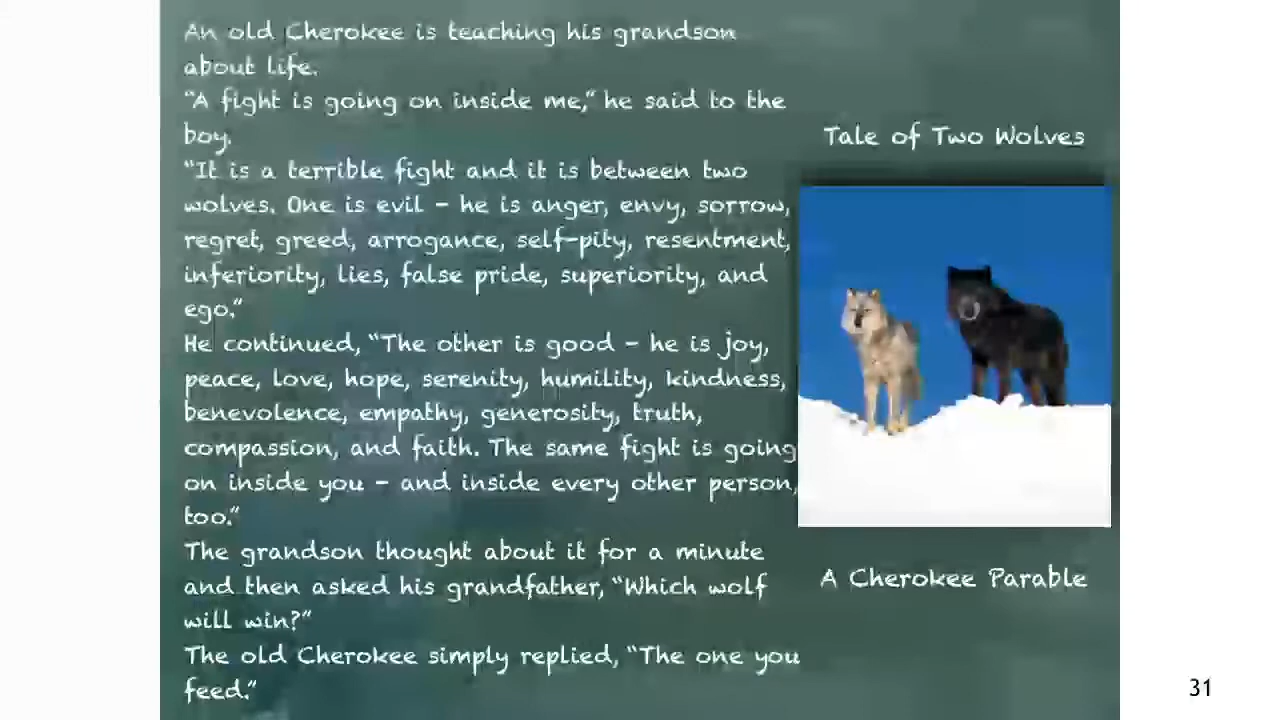 An old Cherokee is teaching his grandson
about life.
"A fight is going on inside me," he said to the
boy.
"It is a terrible fight and it is between two
wolves. One is evil – he is anger, envy, sorrow,
regret, greed, arrogance, self-pity, resentment,
inferiority, lies, false pride, superiority, and
ego."
He continued, "The other is good – he is joy,
peace, love, hope, serenity, humility, kindness,
benevolence, empathy, generosity, truth,
compassion, and faith. The same fight is going
on inside you – and inside every other person,
too."
The grandson thought about it for a minute
and then asked his grandfather, "Which wolf
will win?"
The old Cherokee simply replied, "The one you
feed."
Tale of Two Wolves
A Cherokee Parable
31